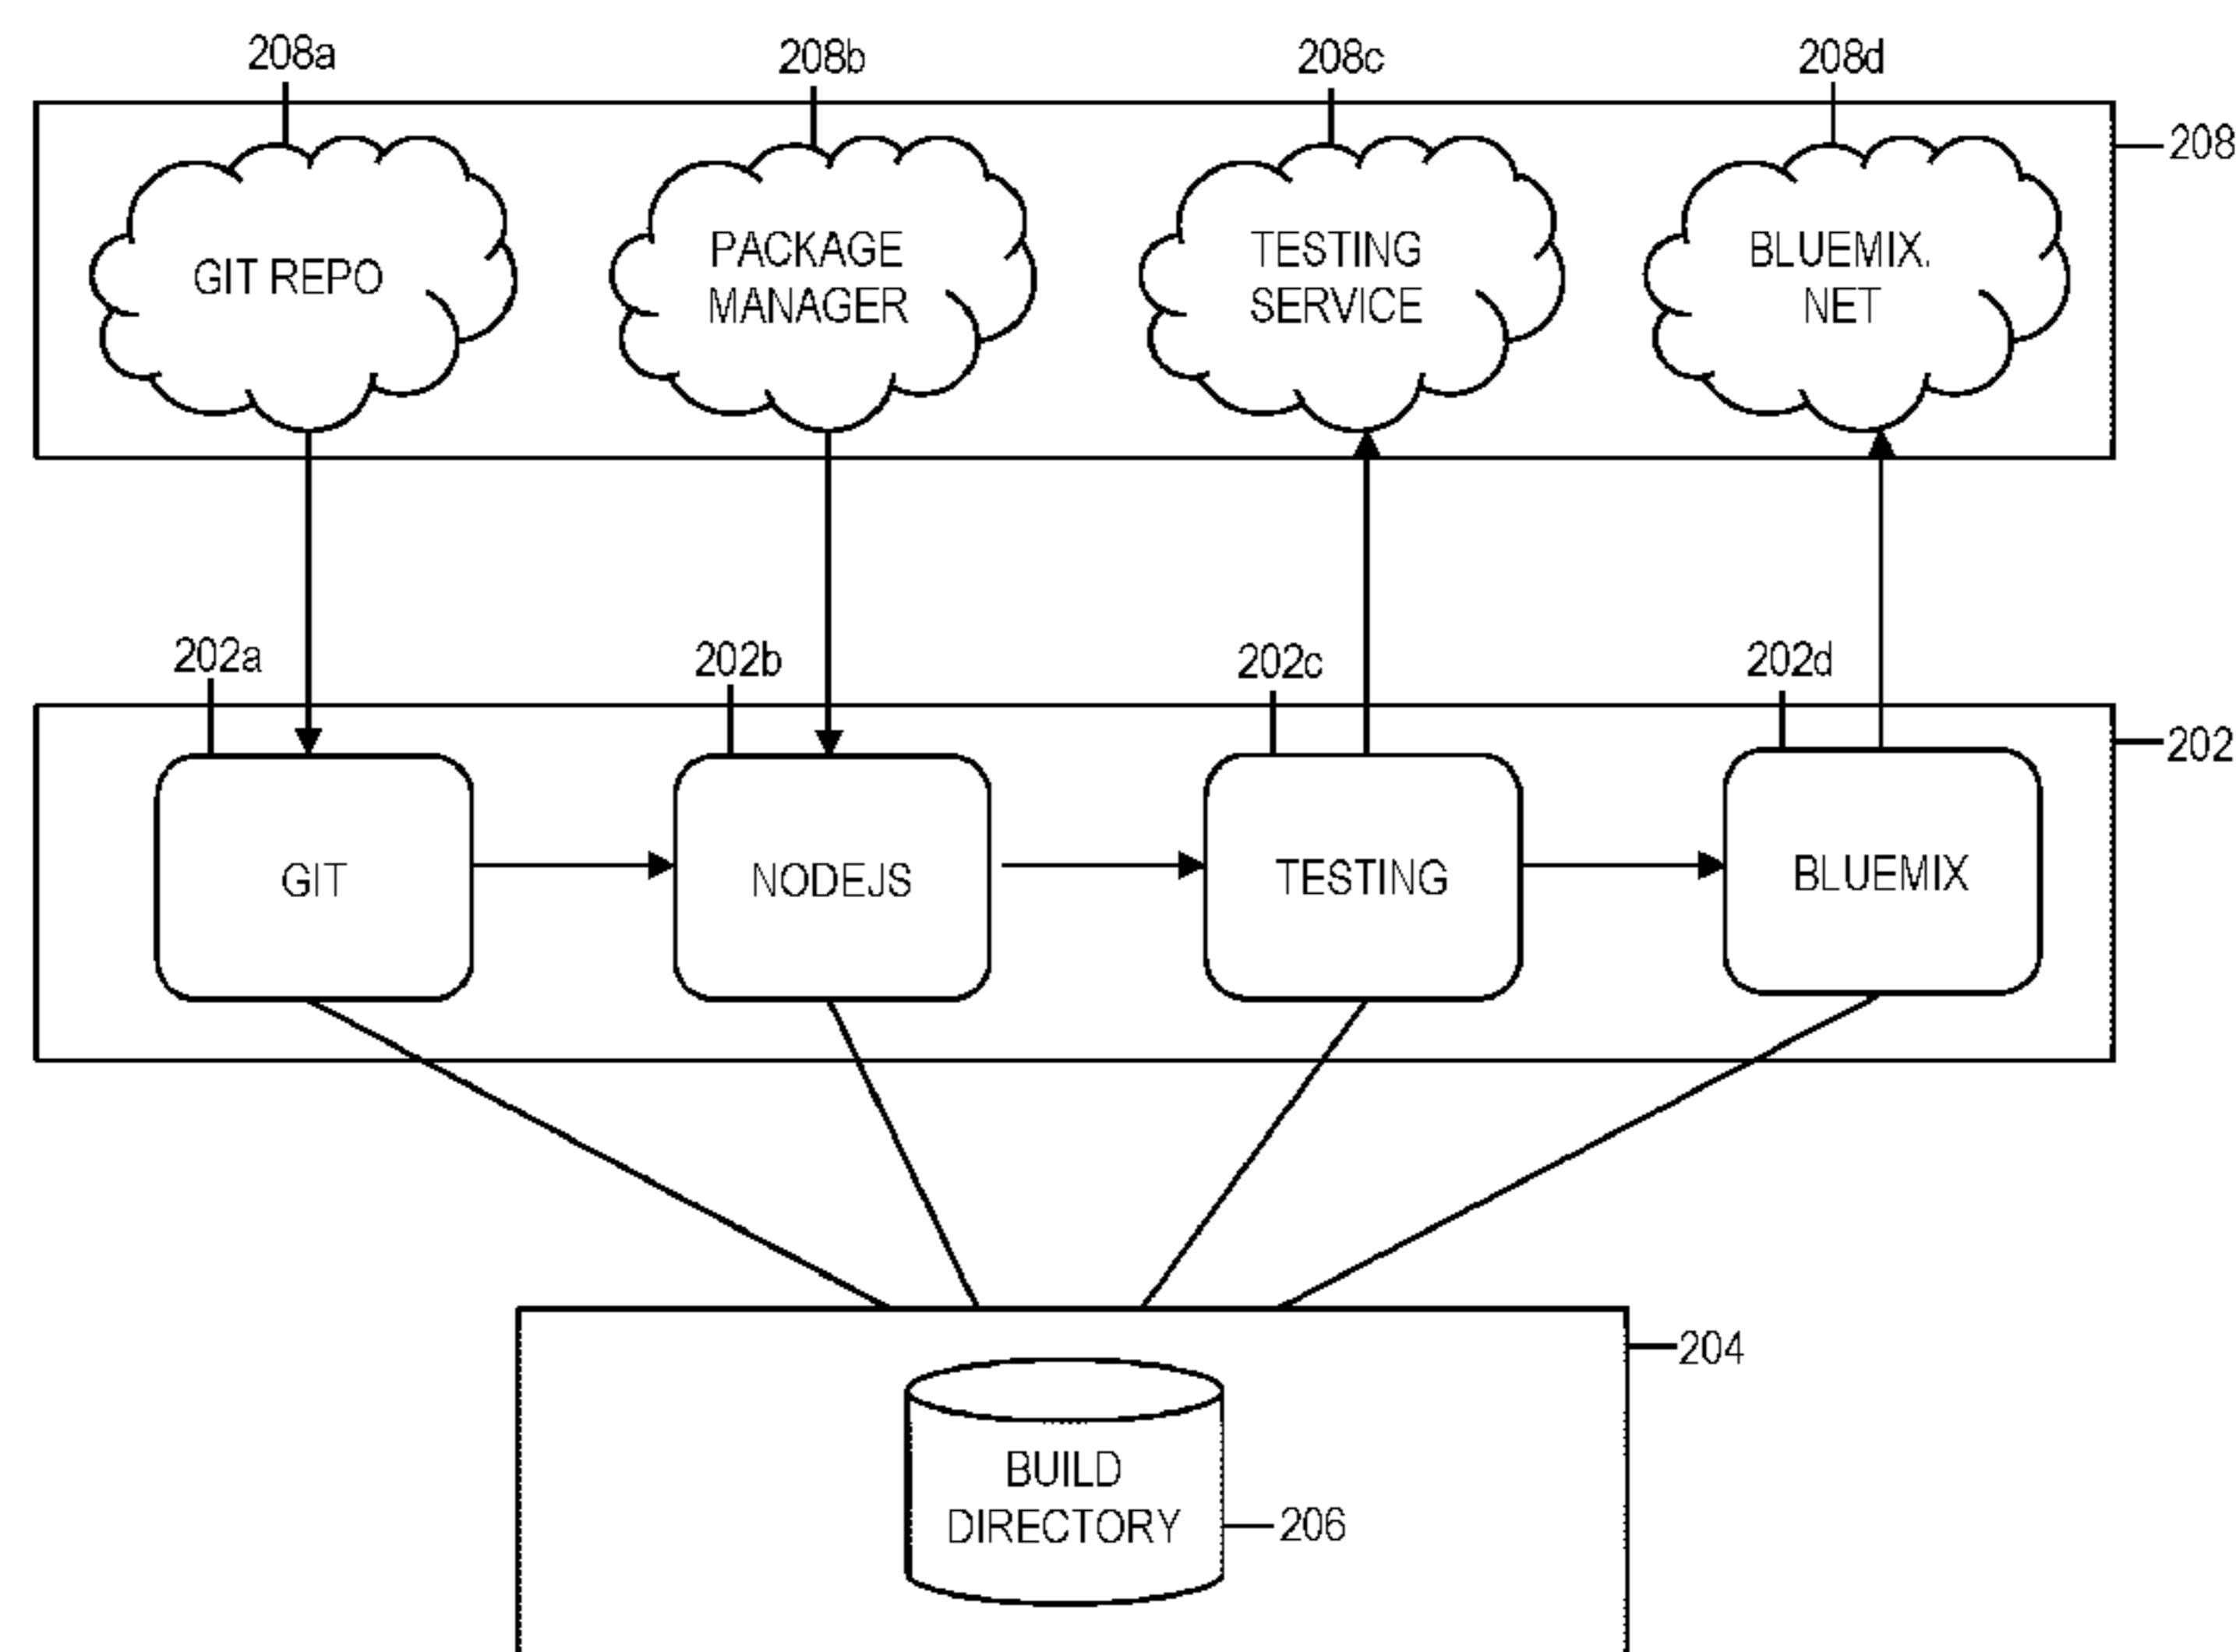 208a
208b
208c
208d
208
GIT REPO
PACKAGE
MANAGER
TESTING
SERVICE
BLUEMIX.
NET
202a
202b
202c
202d
202
GIT
NODEJS
TESTING
BLUEMIX
204
BUILD
DIRECTORY
206